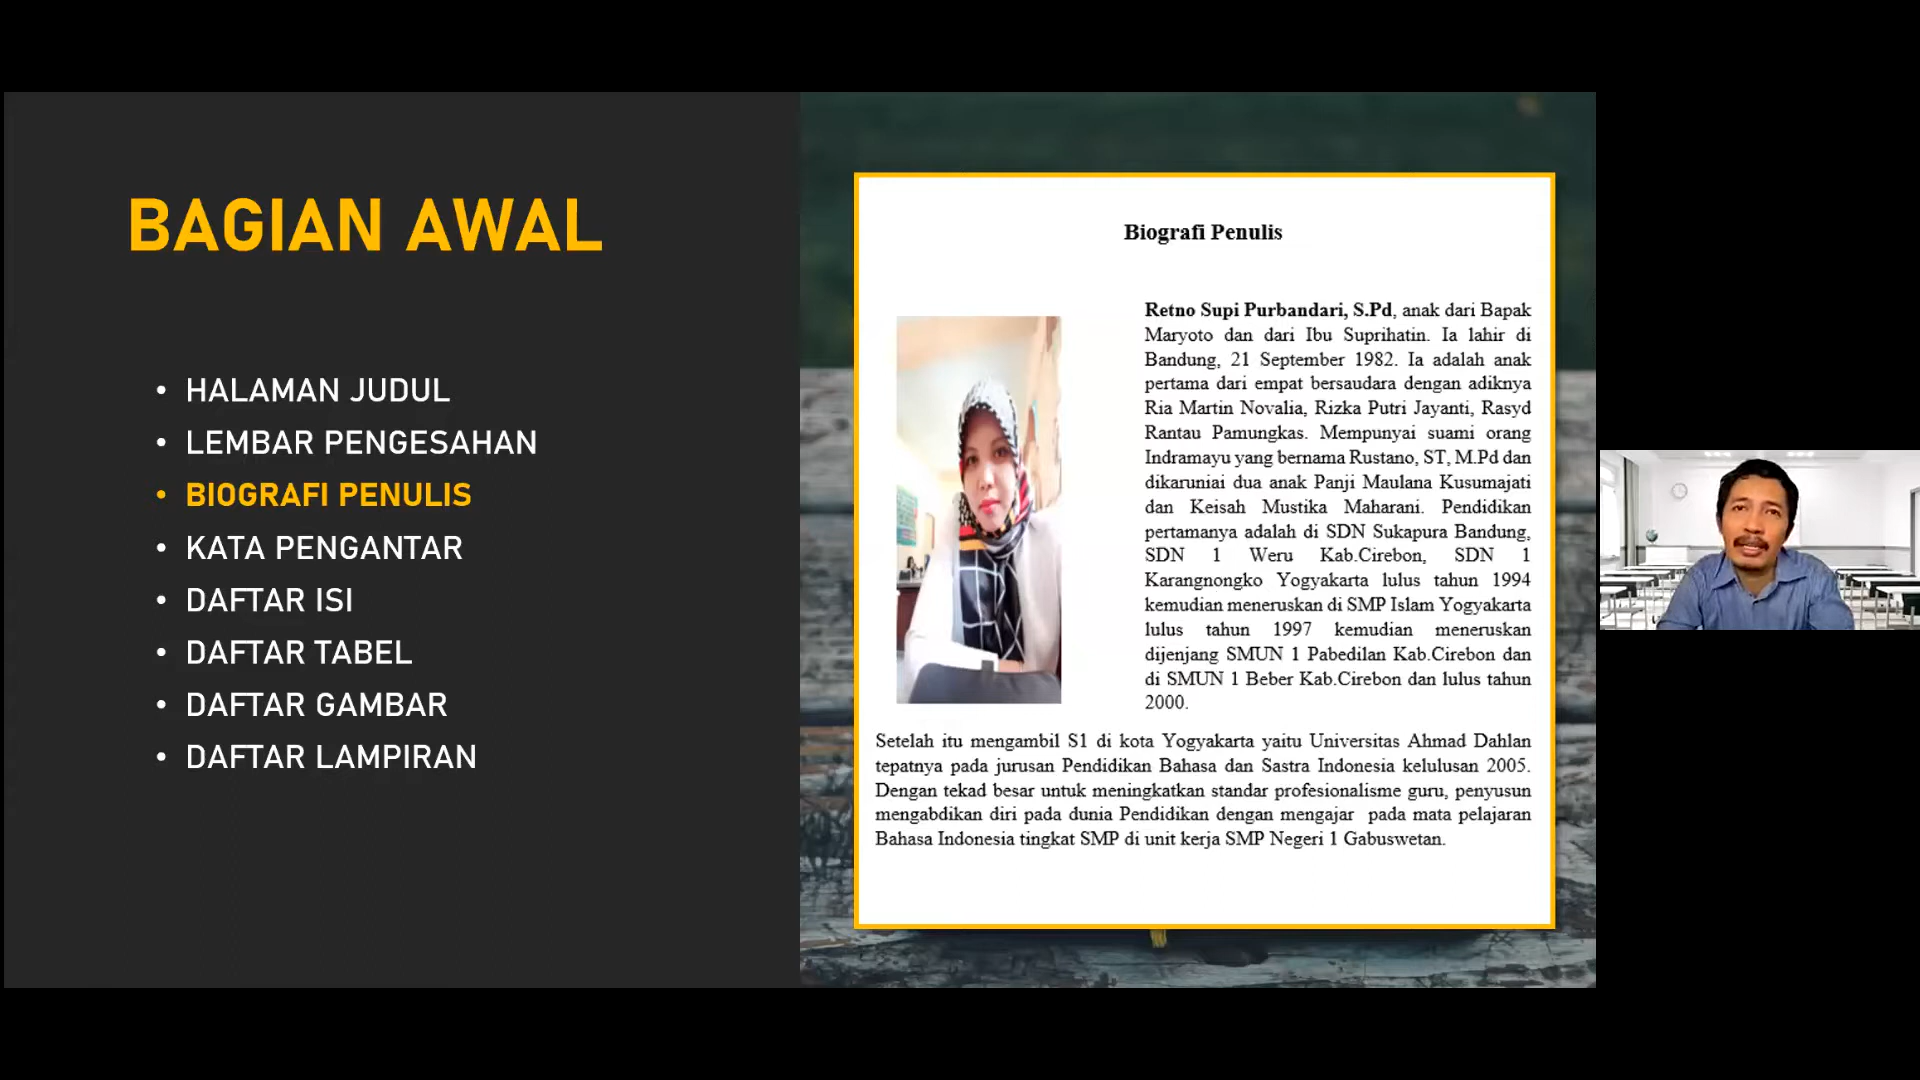 BAGIAN AWAL
• HALAMAN JUDUL
• LEMBAR PENGESAHAN
• BIOGRAFI PENULIS
• KATA PENGANTAR
• DAFTAR ISI
• DAFTAR TABEL
• DAFTAR GAMBAR
• DAFTAR LAMPIRAN
Biografi Penulis
Retno Supi Purbandari, S.Pd, anak dari Bapak
Maryoto dan dari Ibu Suprihatin. Ia lahir di
Bandung, 21 September 1982. Ia adalah anak
pertama dari empat bersaudara dengan adiknya
Ria Martin Novalia, Rizka Putri Jayanti, Rasyd
Rantau Pamungkas. Mempunyai suami orang
Indramayu yang bernama Rustano, ST, M.Pd dan
dikaruniai dua anak Panji Maulana Kusumajati
dan Keisah Mustika Maharani. Pendidikan
pertamanya adalah di SDN Sukapura Bandung,
SDN 1 Weru Kab.Cirebon, SDN 1
Karangnongko Yogyakarta lulus tahun 1994
kemudian meneruskan di SMP Islam Yogyakarta
lulus tahun 1997 kemudian meneruskan
dijenjang SMUN 1 Pabedilan Kab.Cirebon dan
di SMUN 1 Beber Kab.Cirebon dan lulus tahun
2000.
Setelah itu mengambil S1 di kota Yogyakarta yaitu Universitas Ahmad Dahlan
tepatnya pada jurusan Pendidikan Bahasa dan Sastra Indonesia kelulusan 2005.
Dengan tekad besar untuk meningkatkan standar profesionalisme guru, penyusun
mengabdikan diri pada dunia Pendidikan dengan mengajar pada mata pelajaran
Bahasa Indonesia tingkat SMP di unit kerja SMP Negeri 1 Gabuswetan.